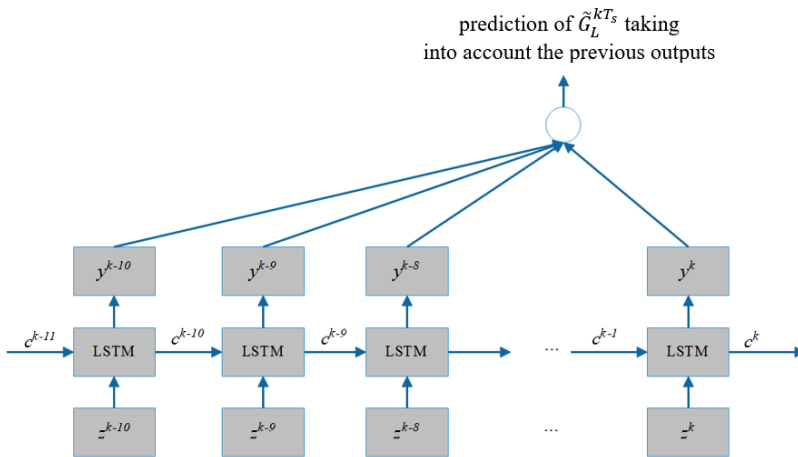 prediction of G̃_L^{kT_s} taking
into account the previous outputs
y^{k-10} y^{k-9} y^{k-8} y^k
c^{k-11} c^{k-10} c^{k-9} c^{k-1} c^k
LSTM LSTM LSTM ... LSTM
z^{k-10} z^{k-9} z^{k-8} ... z^k